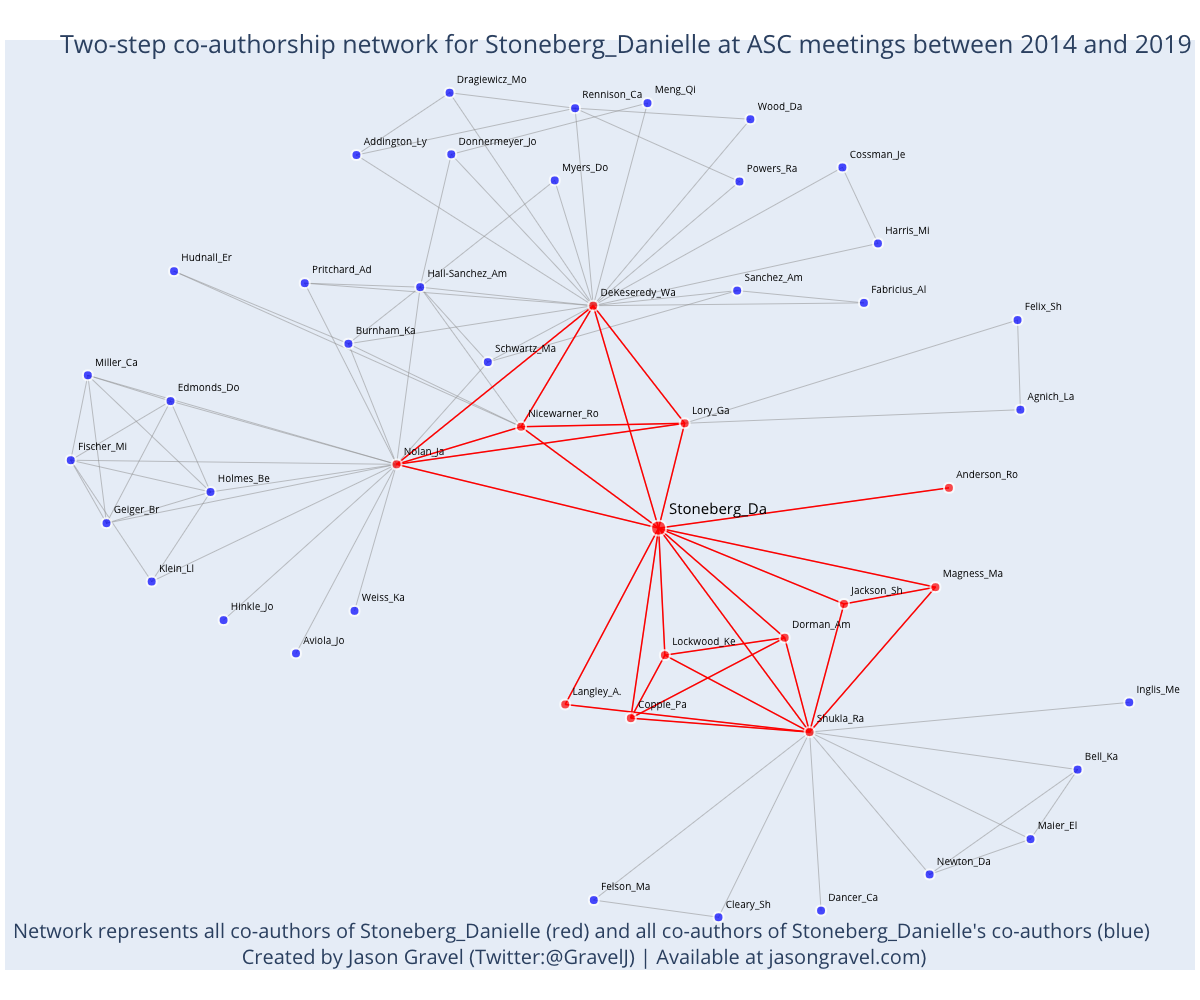 Two-step co-authorship network for Stoneberg_Danielle at ASC meetings between 2014 and 2019
Dragiewicz_Mo
Rennison_Ca
Meng_Qi
Wood_Da
Addington_Ly
Donnermeyer_Jo
Cossman_Je
Myers_Do
Powers_Ra
Harris_Mi
Hudnall_Er
Pritchard_Ad
Hall-Sanchez_Am
Sanchez_Am
DeKeseredy_Wa
Fabricius_Al
Felix_Sh
Burnham_Ka
Schwartz_Ma
Miller_Ca
Edmonds_Do
Agnich_La
Nicewarner_Ro
Lory_Ga
Fischer_Mi
Nolan_Ja
Holmes_Be
Anderson_Ro
Geiger_Br
Stoneberg_Da
Klein_Ll
Magness_Ma
Jackson_Sh
Hinkle_Jo
Weiss_Ka
Dorman_Am
Aviola_Jo
Lockwood_Ke
Langley_A.
Copple_Pa
Inglis_Me
Shukla_Ra
Bell_Ka
Maier_El
Newton_Da
Felson_Ma
Cleary_Sh
Dancer_Ca
Network represents all co-authors of Stoneberg_Danielle (red) and all co-authors of Stoneberg_Danielle's co-authors (blue)
Created by Jason Gravel (Twitter:@GravelJ) | Available at jasongravel.com)